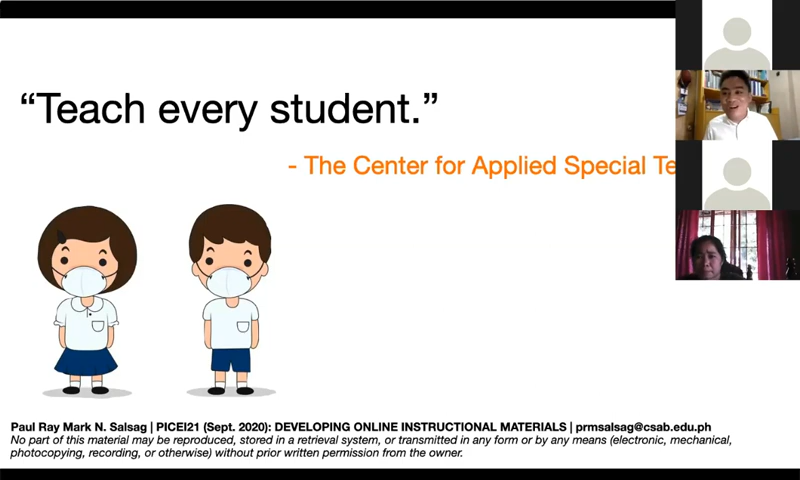 “Teach every student.”
- The Center for Applied Special
Paul Ray Mark N. Salsag | PICEI21 (Sept. 2020): DEVELOPING ONLINE INSTRUCTIONAL MATERIALS | prmsalsag@csab.edu.ph
No part of this material may be reproduced, stored in a retrieval system, or transmitted in any form or by any means (electronic, mechanical,
photocopying, recording, or otherwise) without prior written permission from the owner.